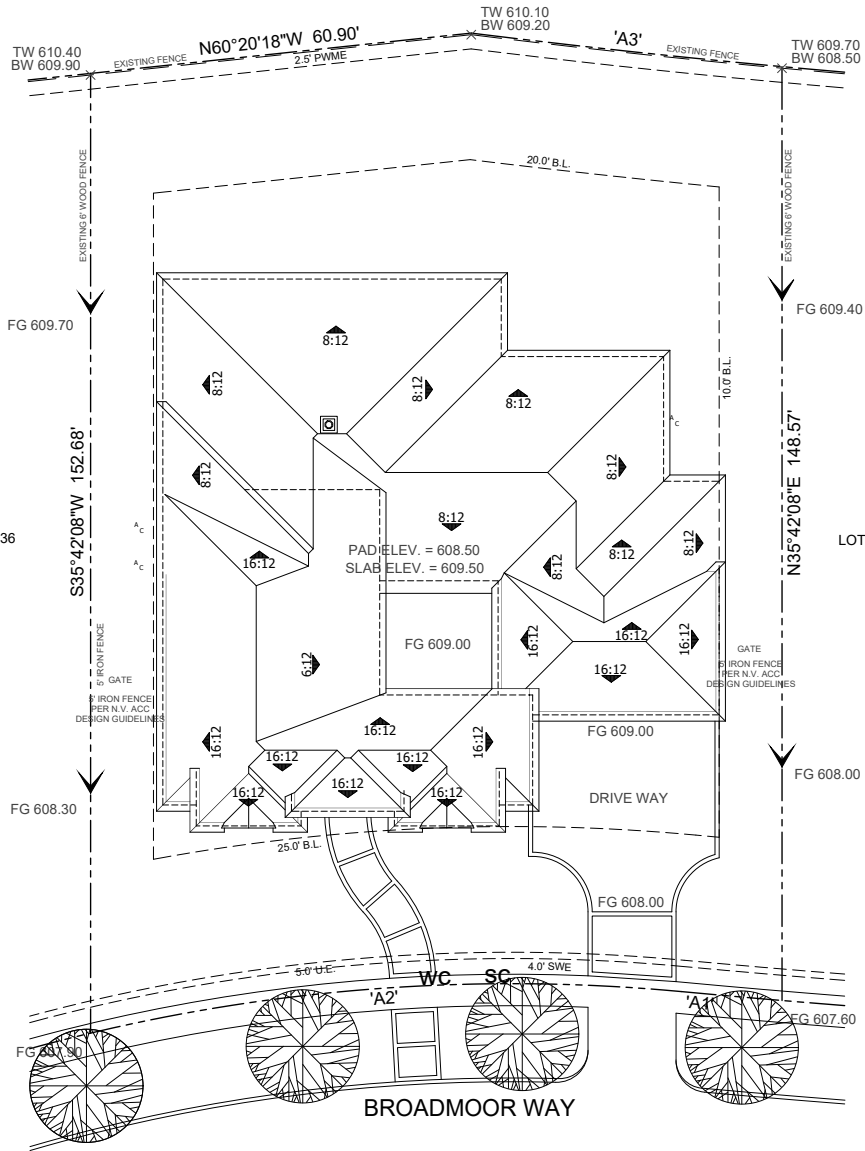 TW 610.10
BW 609.20
TW 610.40
BW 609.90
N60°20'18"W 60.90'
'A3'
TW 609.70
BW 608.50
EXISTING FENCE
2.5' PWME
EXISTING FENCE
20.0' B.L.
EXISTING 6' WOOD FENCE
EXISTING 6' WOOD FENCE
FG 609.70
FG 609.40
8:12
8:12
8:12
8:12
10.0' B.L.
S35°42'08"W 152.68'
N35°42'08"E 148.57'
A
C
8:12
8:12
36
A
C
A
C
8:12
8:12
8:12
LOT
16:12
PAD ELEV. = 608.50
SLAB ELEV. = 609.50
8:12
FG 609.00
16:12
16:12
16:12
6:12
16:12
5' IRON FENCE
GATE
5' IRON FENCE
PER N.V. ACC
DESIGN GUIDELINES
GATE
5' IRON FENCE
PER N.V. ACC
DESIGN GUIDELINES
16:12
16:12
16:12
FG 609.00
16:12
16:12
16:12
16:12
16:12
FG 608.00
FG 608.30
DRIVE WAY
25.0' B.L.
FG 608.00
5.0' U.E.
WC
SC
4.0' SWE
'A2'
'A1'
FG 607.90
FG 607.60
BROADMOOR WAY